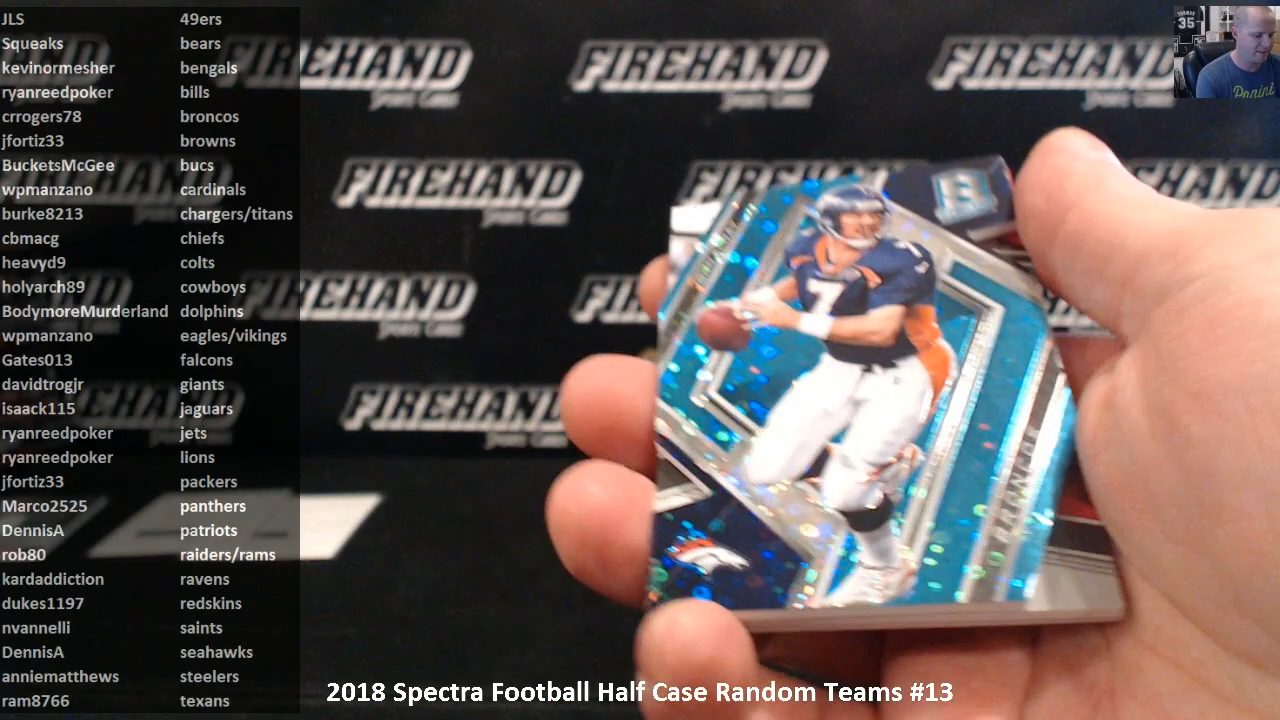 JLS 49ers
Squeaks bears
kevinormesher bengals
ryanreedpoker bills
crrogers78 broncos
jfortiz33 browns
BucketsMcGee bucs
wpmanzano cardinals
burke8213 chargers/titans
cbmacg chiefs
heavyd9 colts
holyarch89 cowboys
BodymoreMurderland dolphins
wpmanzano eagles/vikings
Gates013 falcons
davidtrogjr giants
isaack115 jaguars
ryanreedpoker jets
ryanreedpoker lions
jfortiz33 packers
Marco2525 panthers
DennisA patriots
rob80 raiders/rams
kardaddiction ravens
dukes1197 redskins
nvannelli saints
DennisA seahawks
anniematthews steelers
ram8766 texans
FIREHAND FIREHAND FIREHAND
FIREHAND FIREHAND
FIREHAND
FIREHAND
THOMAS
35
Panini
7
2018 Spectra Football Half Case Random Teams #13